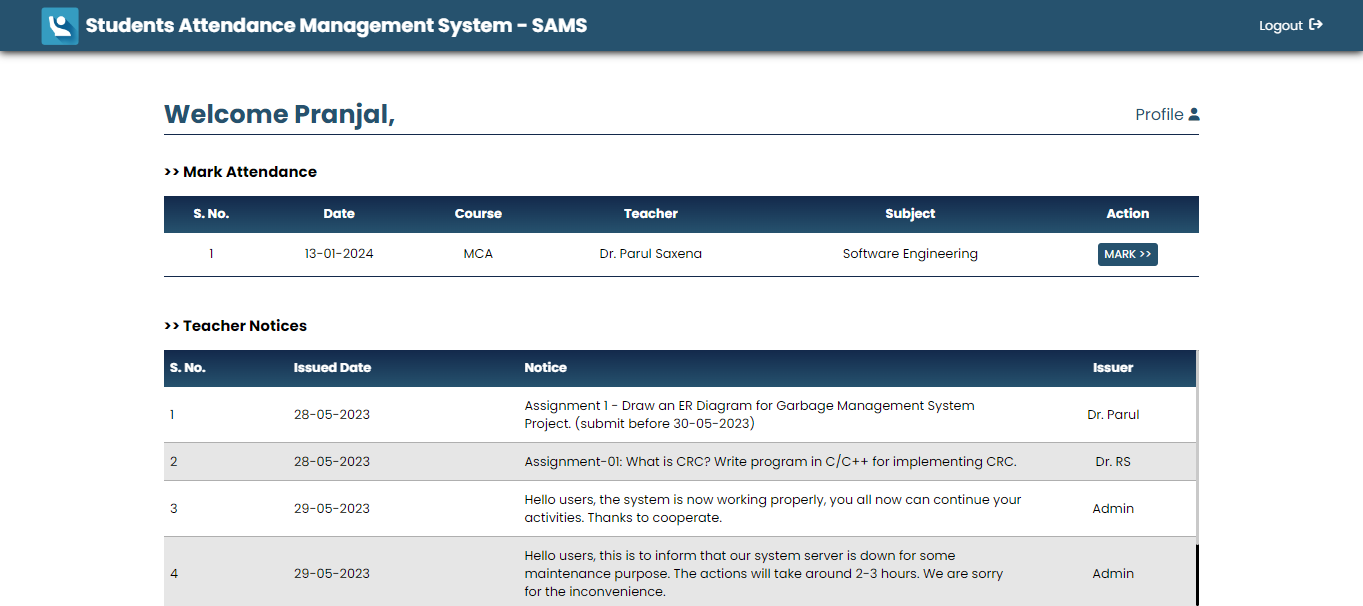 Students Attendance Management System - SAMS
Logout
Welcome Pranjal,
Profile
>> Mark Attendance
S. No. Date Course Teacher Subject Action
1 13-01-2024 MCA Dr. Parul Saxena Software Engineering MARK >>
>> Teacher Notices
S. No. Issued Date Notice Issuer
1 28-05-2023 Assignment 1 - Draw an ER Diagram for Garbage Management System
Project. (submit before 30-05-2023) Dr. Parul
2 28-05-2023 Assignment-01: What is CRC? Write program in C/C++ for implementing CRC. Dr. RS
3 29-05-2023 Hello users, the system is now working properly, you all now can continue your
activities. Thanks to cooperate. Admin
4 29-05-2023 Hello users, this is to inform that our system server is down for some
maintenance purpose. The actions will take around 2-3 hours. We are sorry
for the inconvenience. Admin